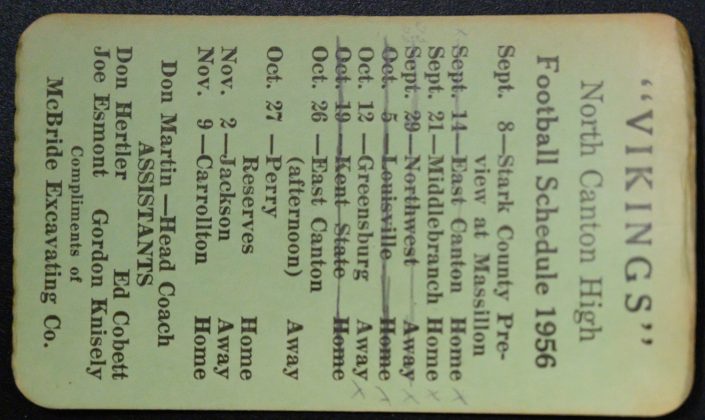 "VIKINGS"
North Canton High
Football Schedule 1956
Sept. 8—Stark County Pre-
view at Massillon
Sept. 14—East Canton Home x
Sept. 21—Middlebranch Home x
Sept. 29—Northwest Away x
Oct. 5—Louisville Home x
Oct. 12—Greensburg Away x
Oct. 19—Kent State Home
Oct. 26—East Canton
(afternoon) Away
Oct. 27—Perry
Reserves Home
Nov. 2—Jackson Away
Nov. 9—Carrollton Home
Don Martin—Head Coach
ASSISTANTS
Don Hertler Ed Cobett
Joe Esmont Gordon Knisely
Compliments of
McBride Excavating Co.